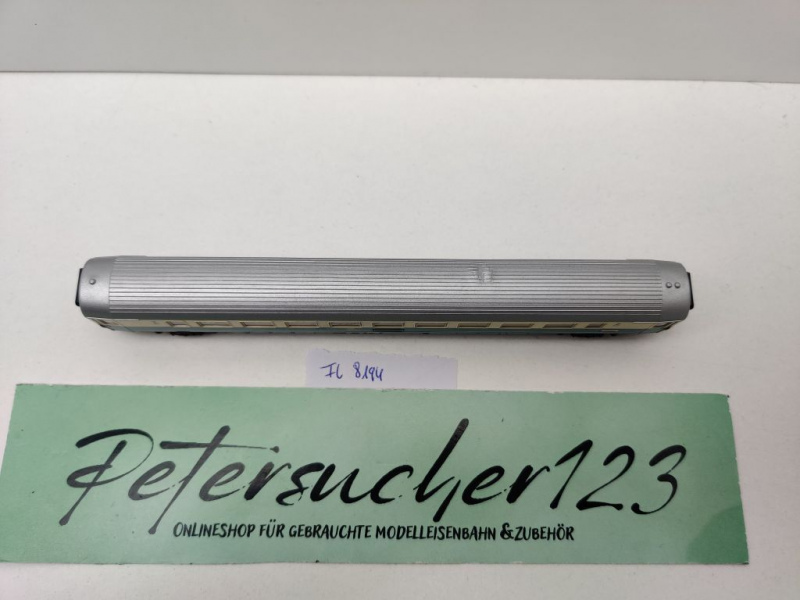 FL 8194
Petersucher123
ONLINESHOP FÜR GEBRAUCHTE MODELLEISENBAHN & ZUBEHÖR